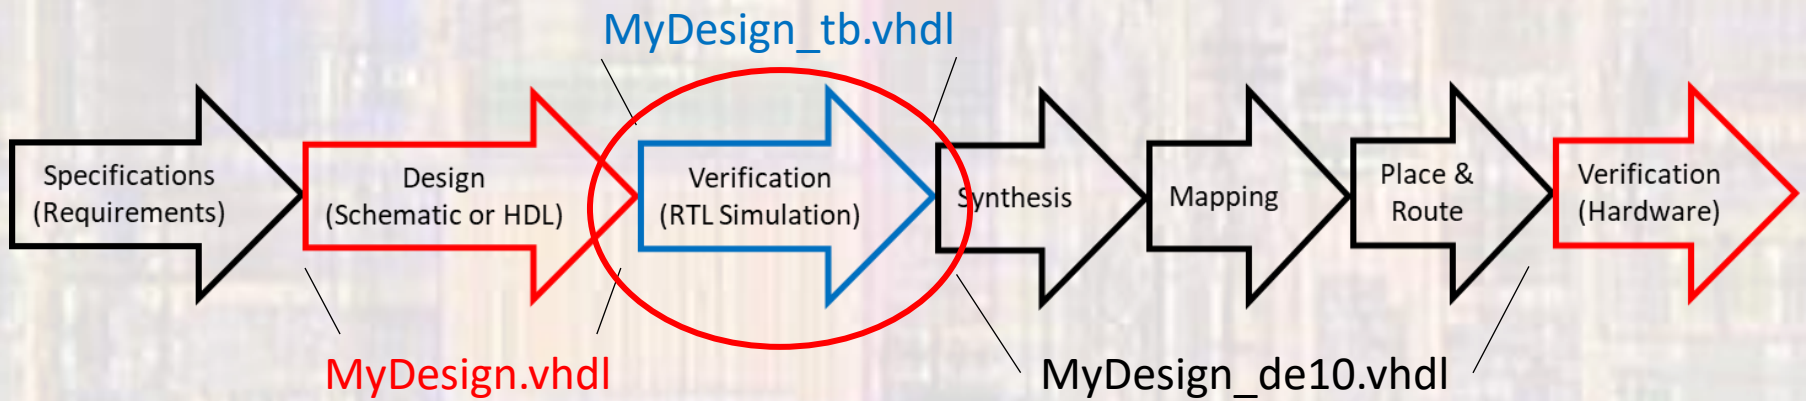 MyDesign_tb.vhdl
Specifications
(Requirements)
Design
(Schematic or HDL)
Verification
(RTL Simulation)
Synthesis
Mapping
Place &
Route
Verification
(Hardware)
MyDesign.vhdl
MyDesign_de10.vhdl